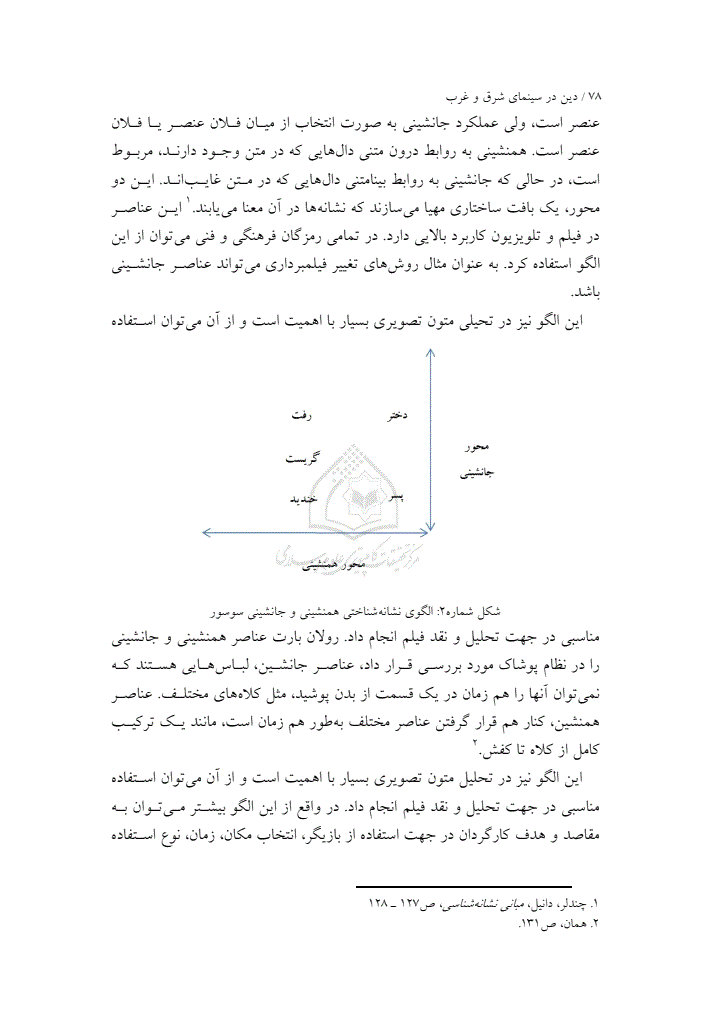 ۷۸ / دین در سینمای شرق و غرب
عنصر است، ولی عملکرد جانشینی به صورت انتخاب از میان فلان عنصر یا فلان
عنصر است. همنشینی به روابط درون متنی دال‌هایی که در متن وجود دارند، مربوط
است، در حالی که جانشینی به روابط بینامتنی دال‌هایی که در متن غایب‌اند. این دو
محور، یک بافت ساختاری مهیا می‌سازند که نشانه‌ها در آن معنا می‌یابند.۱ این عناصر
در فیلم و تلویزیون کاربرد بالایی دارد. در تمامی رمزگان فرهنگی و فنی می‌توان از این
الگو استفاده کرد. به عنوان مثال روش‌های تغییر فیلمبرداری می‌تواند عناصر جانشینی
باشد.
این الگو نیز در تحیلی متون تصویری بسیار با اهمیت است و از آن می‌توان استفاده
دختر
رفت
محور
جانشینی
گریست
پسر
خندید
مرکز تحقیقات کامپیوتری علوم اسلامی
محور همنشینی
شکل شماره۲: الگوی نشانه‌شناختی همنشینی و جانشینی سوسور
مناسبی در جهت تحلیل و نقد فیلم انجام داد. رولان بارت عناصر همنشینی و جانشینی
را در نظام پوشاک مورد بررسی قرار داد، عناصر جانشین، لباس‌هایی هستند که
نمی‌توان آنها را هم زمان در یک قسمت از بدن پوشید، مثل کلاه‌های مختلف. عناصر
همنشین، کنار هم قرار گرفتن عناصر مختلف به‌طور هم زمان است، مانند یک ترکیب
کامل از کلاه تا کفش.۲
این الگو نیز در تحلیل متون تصویری بسیار با اهمیت است و از آن می‌توان استفاده
مناسبی در جهت تحلیل و نقد فیلم انجام داد. در واقع از این الگو بیشتر می‌توان به
مقاصد و هدف کارگردان در جهت استفاده از بازیگر، انتخاب مکان، زمان، نوع استفاده
۱. چندلر، دانیل، مبانی نشانه‌شناسی، ص۱۲۷ ـ ۱۲۸
۲. همان، ص۱۳۱.